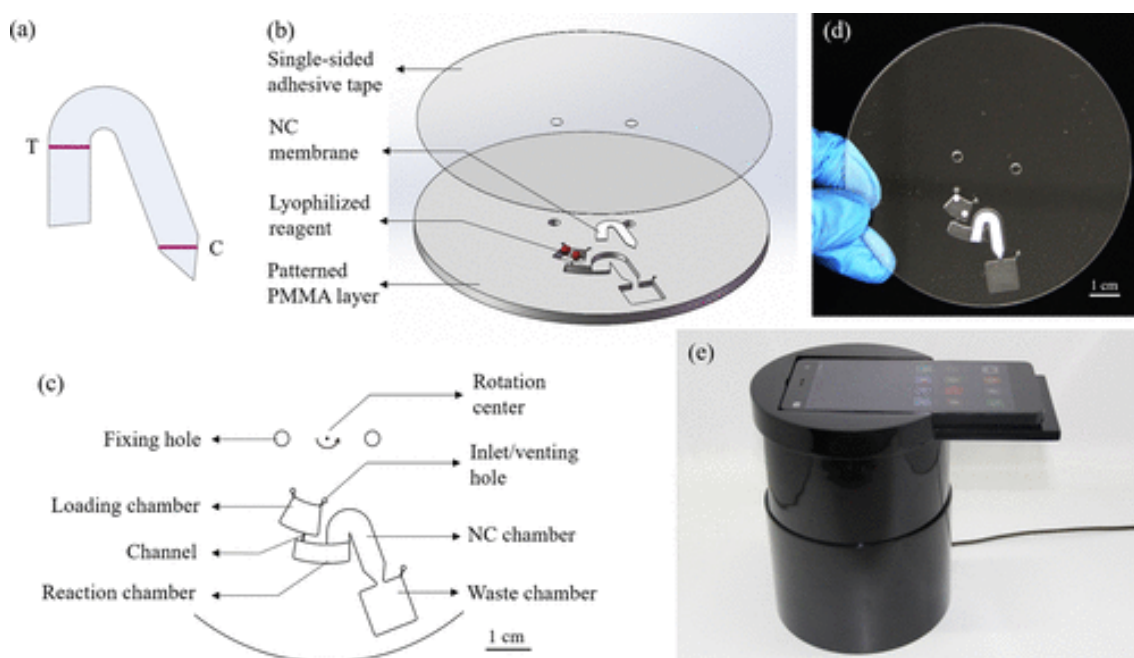 (a)
T
C
(b)
Single-sided
adhesive tape
NC
membrane
Lyophilized
reagent
Patterned
PMMA layer
(d)
1 cm
(c)
Fixing hole
Loading chamber
Channel
Reaction chamber
Rotation
center
Inlet/venting
hole
NC chamber
Waste chamber
1 cm
(e)